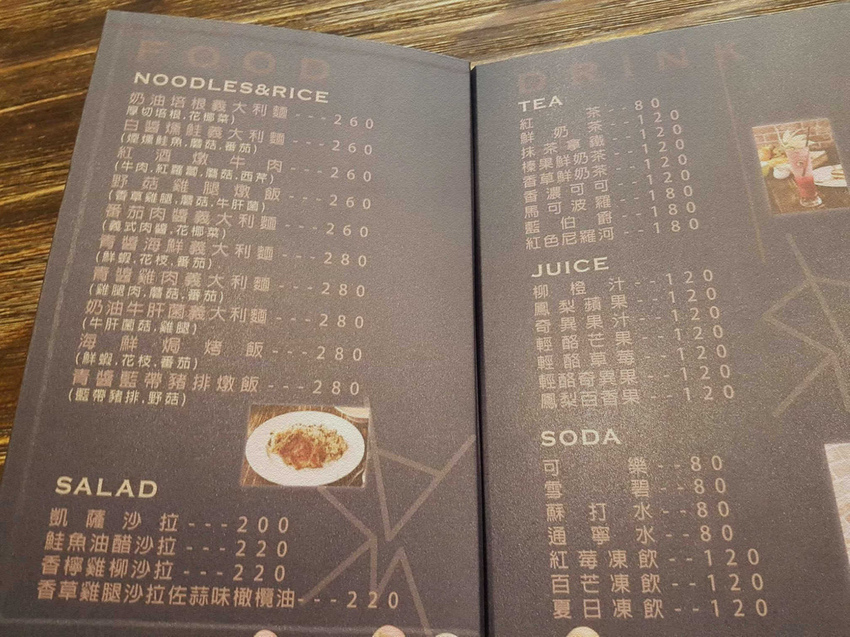 FOOD
NOODLES&RICE
奶油培根義大利麵---260
(厚切培根,花椰菜)
白醬燻鮭義大利麵---260
(煙燻鮭魚,蘑菇,番茄)
紅酒燉牛肉---260
(牛肉,紅蘿蔔,蘑菇,西芹)
野菇雞腿燉飯---260
(香草雞腿,蘑菇,牛肝菌)
番茄肉醬義大利麵---260
(義式肉醬,花椰菜)
青醬海鮮義大利麵---280
(鮮蝦,花枝,番茄)
青醬雞肉義大利麵---280
(雞腿肉,蘑菇,番茄)
奶油牛肝菌義大利麵---280
(牛肝菌菇,雞腿)
海鮮焗烤飯---280
(鮮蝦,花枝,番茄)
青醬藍帶豬排燉飯---280
(藍帶豬排,野菇)
SALAD
凱薩沙拉---200
鮭魚油醋沙拉---220
香檸雞柳沙拉---220
香草雞腿沙拉佐蒜味橄欖油---220
DRINK
TEA
紅茶--80
鮮奶茶--120
抹茶拿鐵--120
榛果鮮奶茶--120
香草鮮奶茶--120
香濃可可--120
馬可波羅--180
藍伯爵--180
紅色尼羅河--180
JUICE
柳橙汁--120
鳳梨蘋果--120
奇異果汁--120
輕酪芒果--120
輕酪草莓--120
輕酪奇異果--120
鳳梨百香果--120
SODA
可樂--80
雪碧--80
蘇打水--80
通寧水--80
紅莓凍飲--120
百芒凍飲--120
夏日凍飲--120